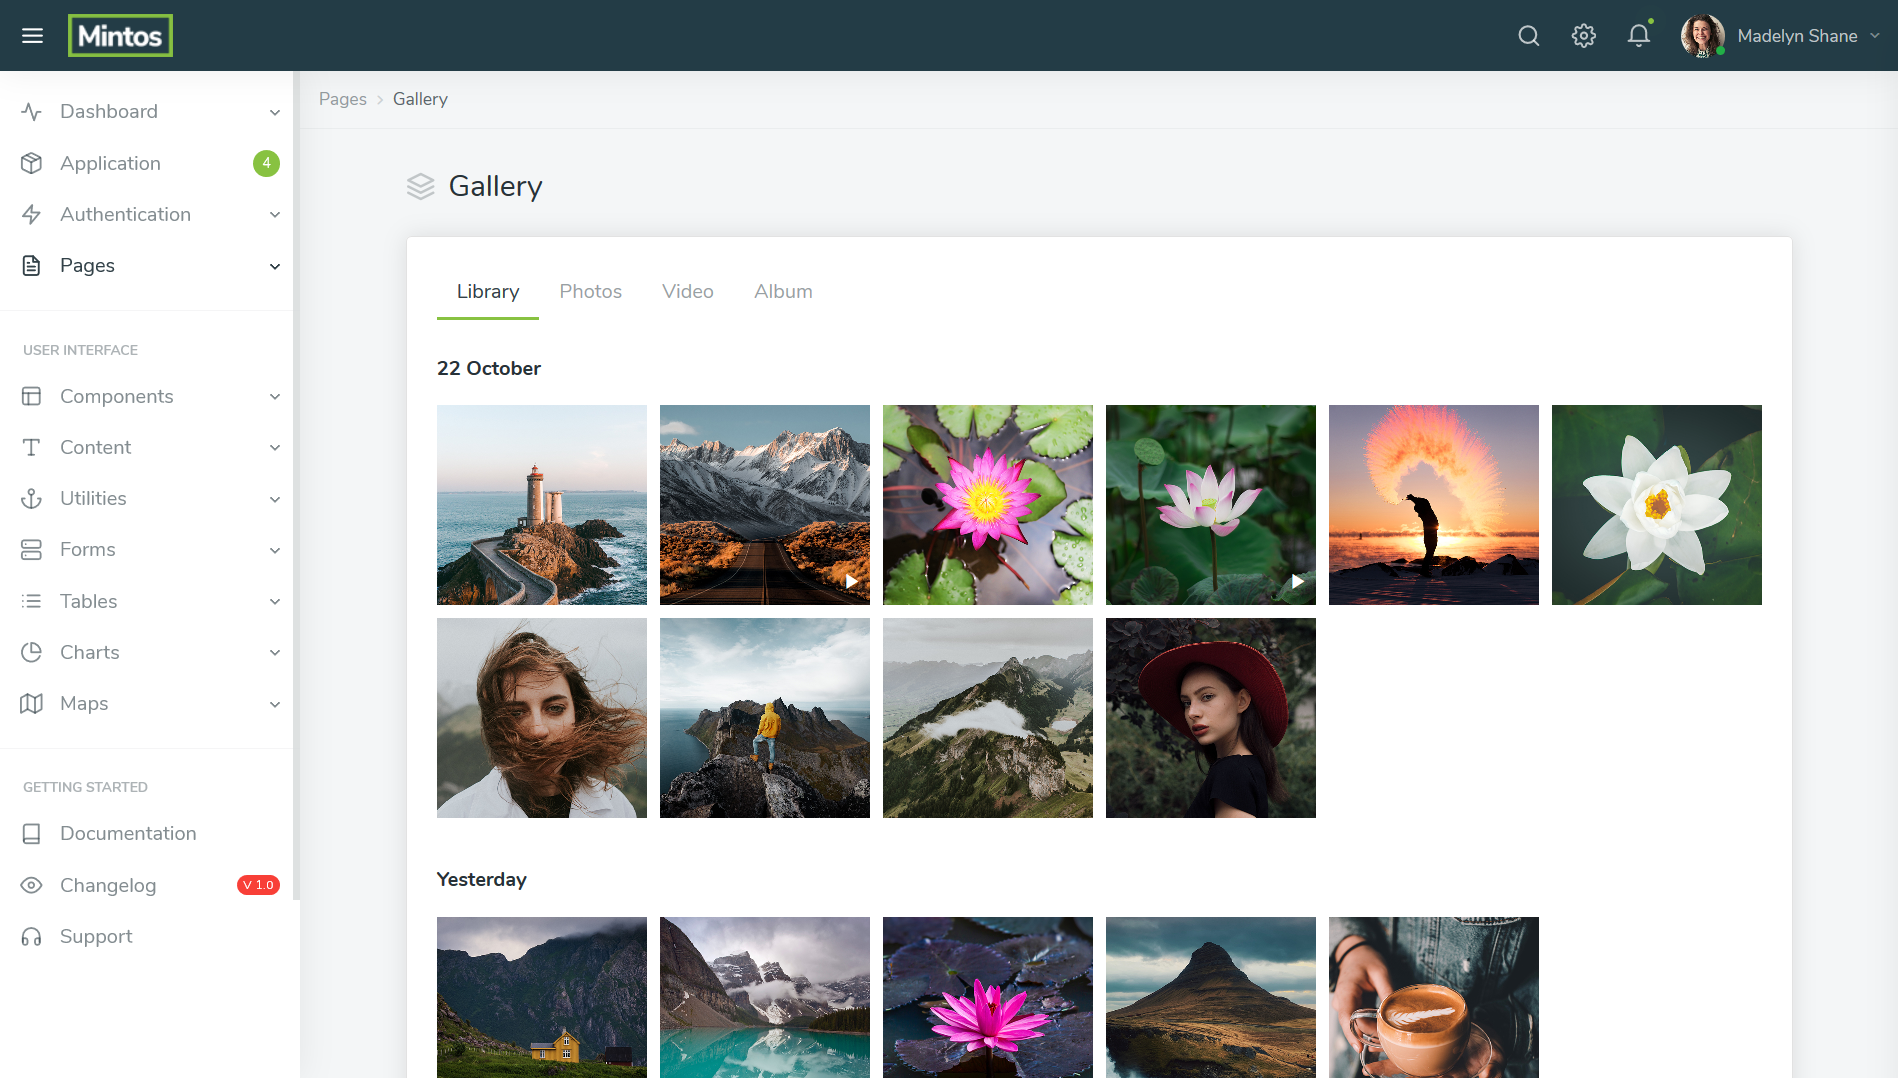 Mintos
Madelyn Shane
Dashboard
Application
4
Authentication
Pages
USER INTERFACE
Components
Content
Utilities
Forms
Tables
Charts
Maps
GETTING STARTED
Documentation
Changelog
V 1.0
Support
Pages
Gallery
Gallery
Library
Photos
Video
Album
22 October
Yesterday